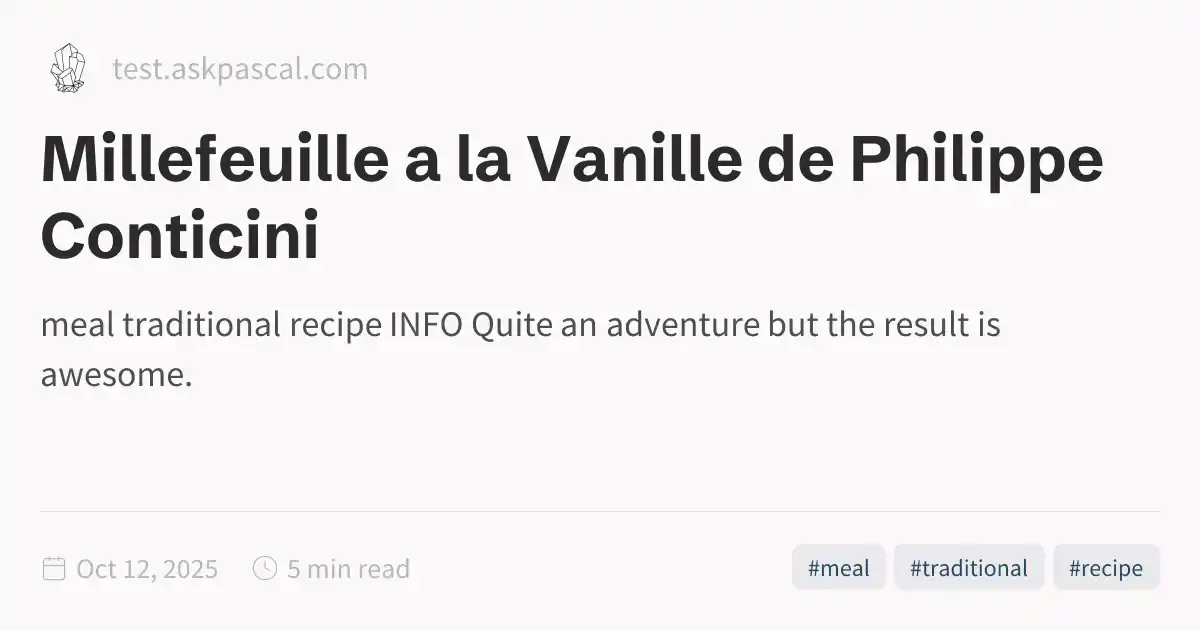 test.askpascal.com
Millefeuille a la Vanille de Philippe
Conticini
meal traditional recipe INFO Quite an adventure but the result is
awesome.
Oct 12, 2025 5 min read #meal #traditional #recipe